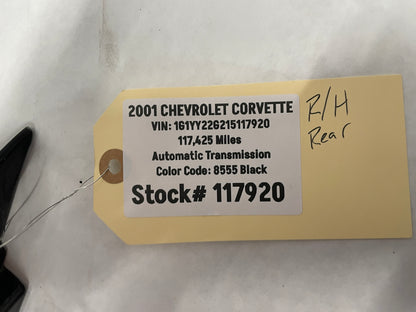 2001 CHEVROLET CORVETTE
VIN: 1G1YY22G215117920
117,425 Miles
Automatic Transmission
Color Code: 8555 Black
Stock# 117920
R/H
Rear